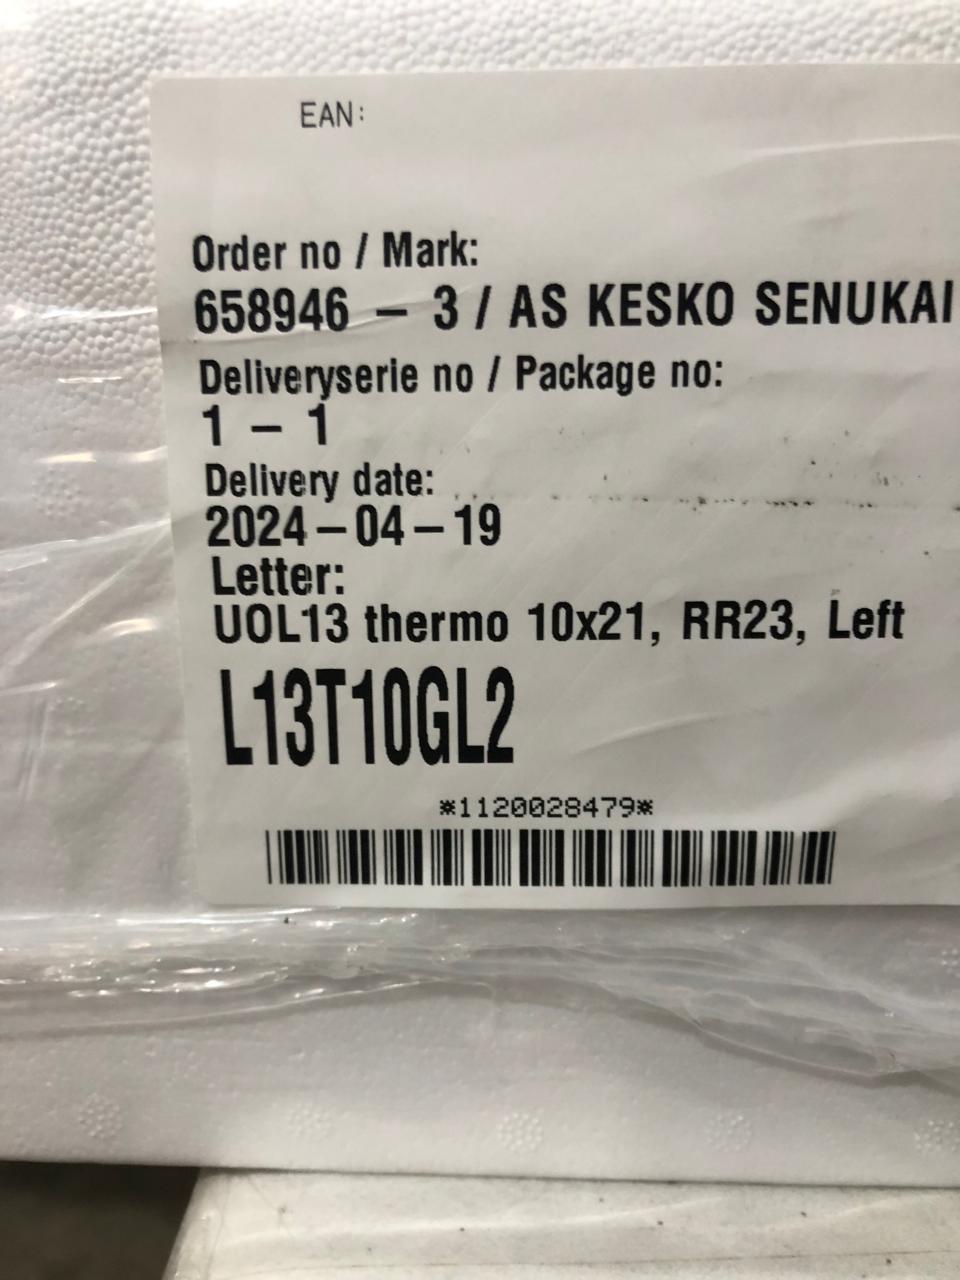 EAN:
Order no / Mark:
658946 – 3 / AS KESKO SENUKAI
Deliveryserie no / Package no:
1 – 1
Delivery date:
2024–04–19
Letter:
UOL13 thermo 10x21, RR23, Left
L13T10GL2
*1120028479*